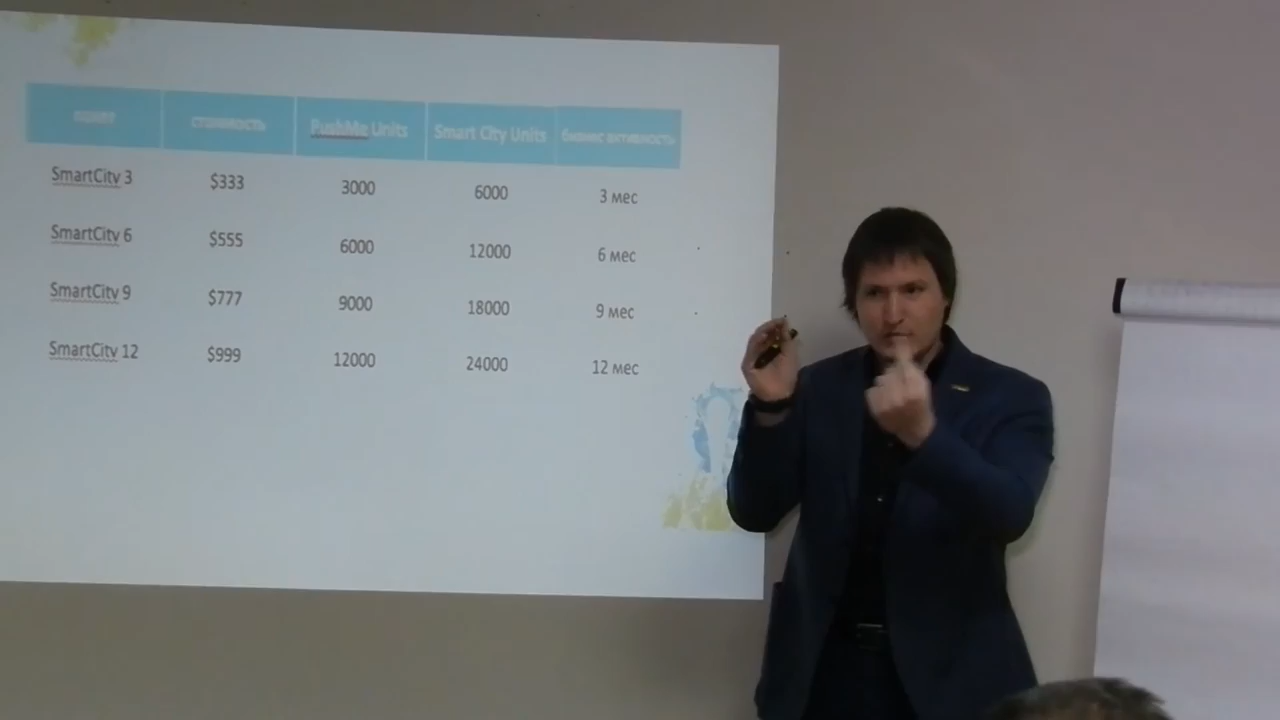 стоимость PushMe Units Smart City Units бизнес активность
SmartCity 3 $333 3000 6000 3 мес
SmartCity 6 $555 6000 12000 6 мес
SmartCity 9 $777 9000 18000 9 мес
SmartCity 12 $999 12000 24000 12 мес